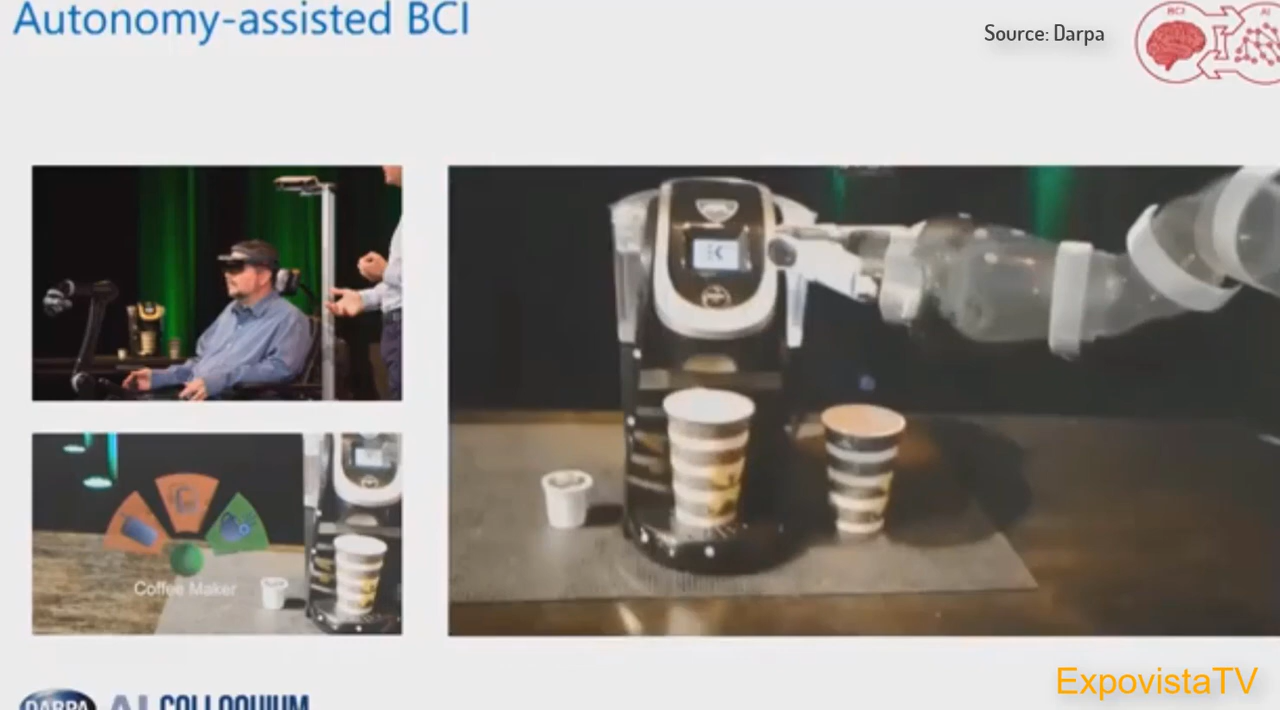 Autonomy-assisted BCI
Source: Darpa
BCI
AI
K
Coffee Maker
DARPA
AI COLLOQUIUM
ExpovistaTV